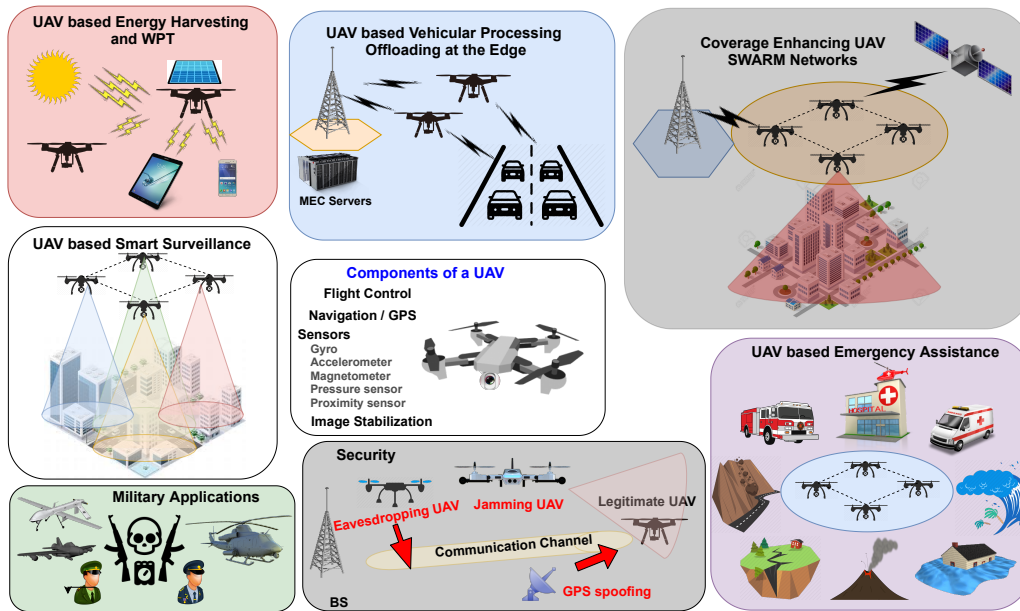 UAV based Energy Harvesting
and WPT
UAV based Vehicular Processing
Offloading at the Edge
MEC Servers
Coverage Enhancing UAV
SWARM Networks
UAV based Smart Surveillance
Components of a UAV
Flight Control
Navigation / GPS
Sensors
Gyro
Accelerometer
Magnetometer
Pressure sensor
Proximity sensor
Image Stabilization
UAV based Emergency Assistance
HOSPITAL
Military Applications
Security
Eavesdropping UAV
Jamming UAV
Legitimate UAV
Communication Channel
GPS spoofing
BS